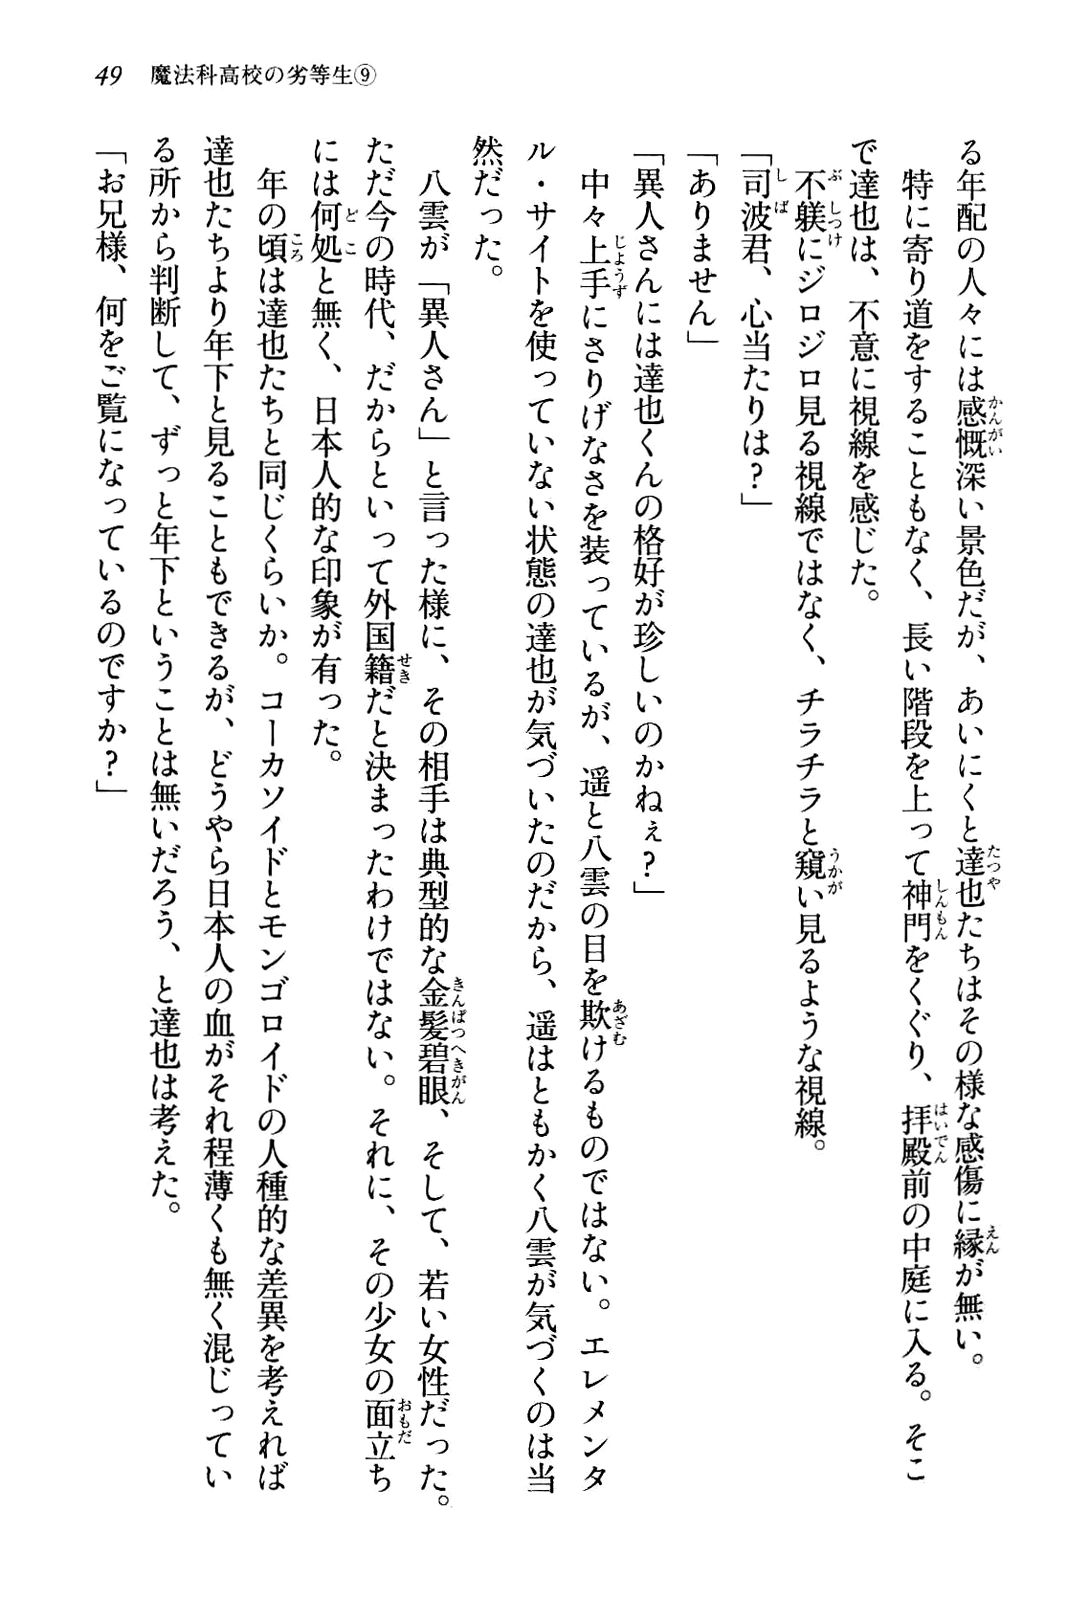 49　魔法科高校の劣等生⑨
る年配の人々には感慨深い景色だが、あいにくと達也たちはその様な感傷に縁が無い。
　特に寄り道をすることもなく、長い階段を上って神門をくぐり、拝殿前の中庭に入る。そこ
で達也は、不意に視線を感じた。
　不躾にジロジロ見る視線ではなく、チラチラと窺い見るような視線。
「司波君、心当たりは？」
「ありません」
「異人さんには達也くんの格好が珍しいのかねぇ？」
　中々上手にさりげなさを装っているが、遥と八雲の目を欺けるものではない。エレメンタ
ル・サイトを使っていない状態の達也が気づいたのだから、遥はともかく八雲が気づくのは当
然だった。
　八雲が「異人さん」と言った様に、その相手は典型的な金髪碧眼、そして、若い女性だった。
ただ今の時代、だからといって外国籍だと決まったわけではない。それに、その少女の面立ち
には何処と無く、日本人的な印象が有った。
　年の頃は達也たちと同じくらいか。コーカソイドとモンゴロイドの人種的な差異を考えれば
達也たちより年下と見ることもできるが、どうやら日本人の血がそれ程薄くも無く混じってい
る所から判断して、ずっと年下ということは無いだろう、と達也は考えた。
「お兄様、何をご覧になっているのですか？」